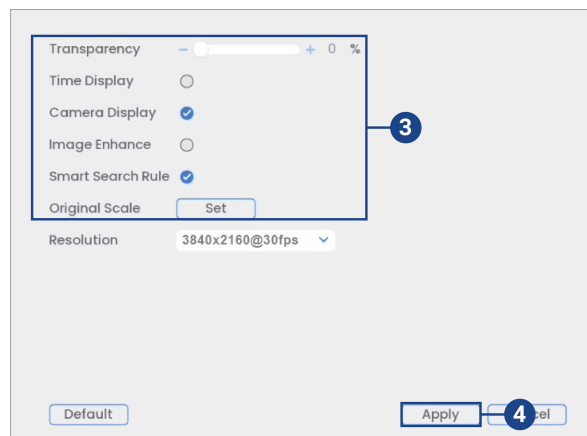 Transparency - + 0 %
Time Display
Camera Display
3
Image Enhance
Smart Search Rule
Original Scale Set
Resolution 3840x2160@30fps
Default Apply 4 cel